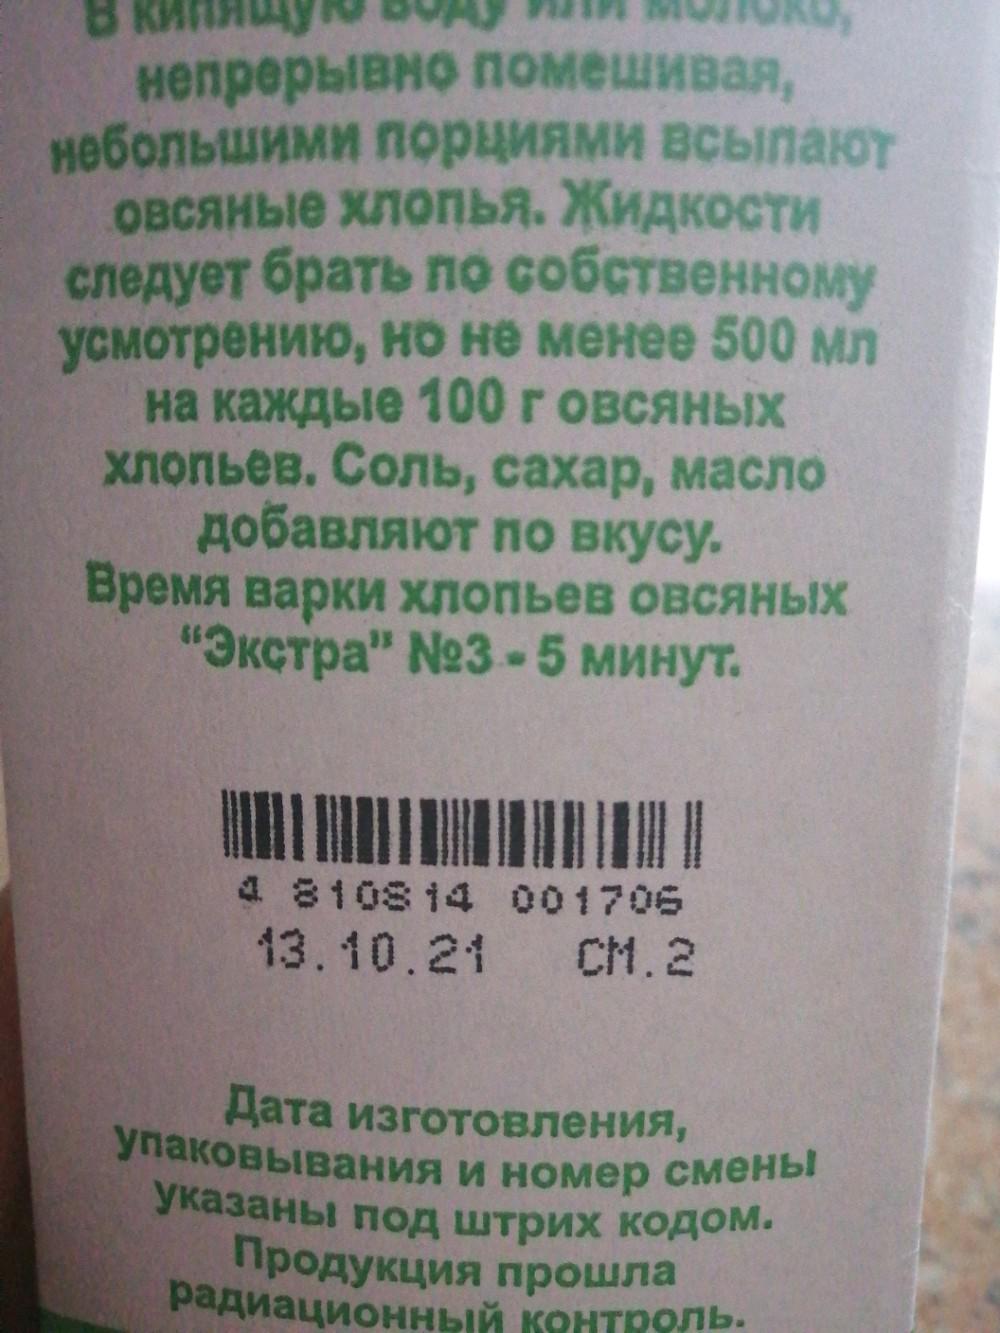 В кипящую воду или молоко,
непрерывно помешивая,
небольшими порциями всыпают
овсяные хлопья. Жидкости
следует брать по собственному
усмотрению, но не менее 500 мл
на каждые 100 г овсяных
хлопьев. Соль, сахар, масло
добавляют по вкусу.
Время варки хлопьев овсяных
“Экстра” №3 - 5 минут.
4 810814 001706
13.10.21 СМ.2
Дата изготовления,
упаковывания и номер смены
указаны под штрих кодом.
Продукция прошла
радиационный контроль.